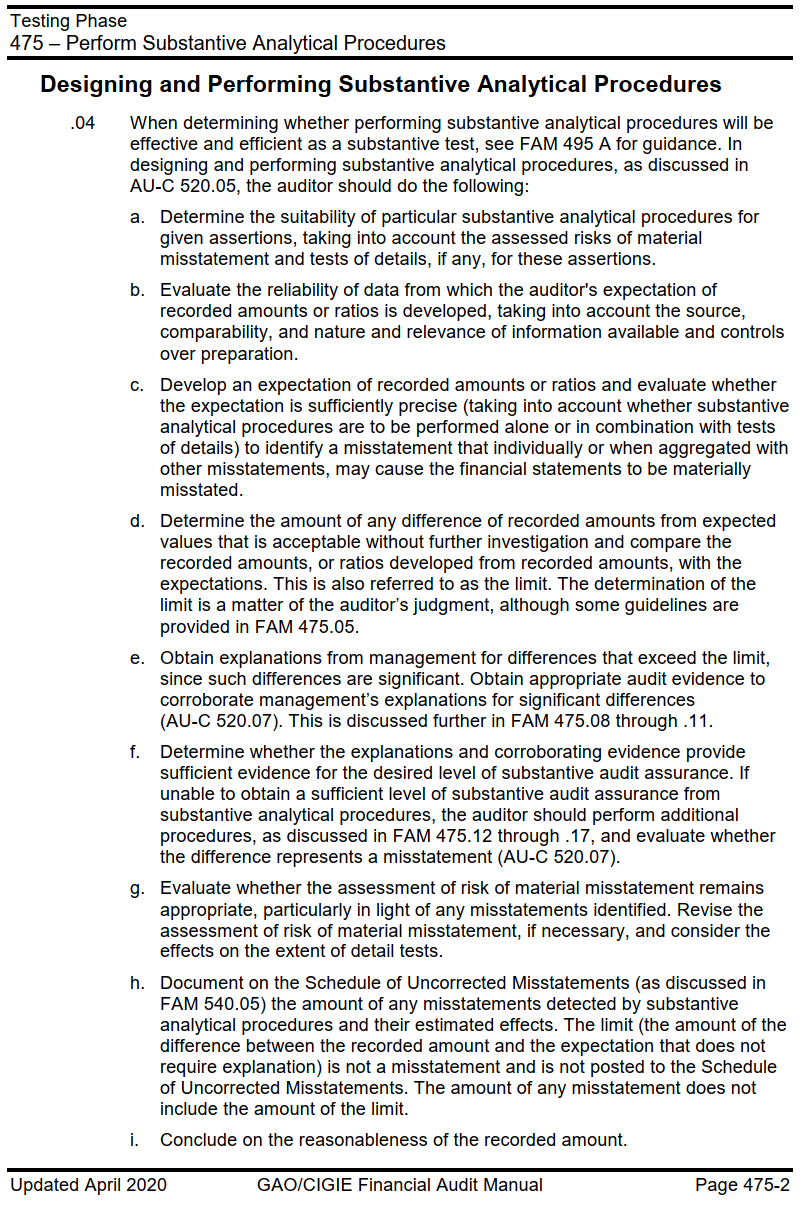 Testing Phase
475 – Perform Substantive Analytical Procedures
Designing and Performing Substantive Analytical Procedures
.04 When determining whether performing substantive analytical procedures will be
effective and efficient as a substantive test, see FAM 495 A for guidance. In
designing and performing substantive analytical procedures, as discussed in
AU-C 520.05, the auditor should do the following:
a. Determine the suitability of particular substantive analytical procedures for
given assertions, taking into account the assessed risks of material
misstatement and tests of details, if any, for these assertions.
b. Evaluate the reliability of data from which the auditor's expectation of
recorded amounts or ratios is developed, taking into account the source,
comparability, and nature and relevance of information available and controls
over preparation.
c. Develop an expectation of recorded amounts or ratios and evaluate whether
the expectation is sufficiently precise (taking into account whether substantive
analytical procedures are to be performed alone or in combination with tests
of details) to identify a misstatement that individually or when aggregated with
other misstatements, may cause the financial statements to be materially
misstated.
d. Determine the amount of any difference of recorded amounts from expected
values that is acceptable without further investigation and compare the
recorded amounts, or ratios developed from recorded amounts, with the
expectations. This is also referred to as the limit. The determination of the
limit is a matter of the auditor’s judgment, although some guidelines are
provided in FAM 475.05.
e. Obtain explanations from management for differences that exceed the limit,
since such differences are significant. Obtain appropriate audit evidence to
corroborate management’s explanations for significant differences
(AU-C 520.07). This is discussed further in FAM 475.08 through .11.
f. Determine whether the explanations and corroborating evidence provide
sufficient evidence for the desired level of substantive audit assurance. If
unable to obtain a sufficient level of substantive audit assurance from
substantive analytical procedures, the auditor should perform additional
procedures, as discussed in FAM 475.12 through .17, and evaluate whether
the difference represents a misstatement (AU-C 520.07).
g. Evaluate whether the assessment of risk of material misstatement remains
appropriate, particularly in light of any misstatements identified. Revise the
assessment of risk of material misstatement, if necessary, and consider the
effects on the extent of detail tests.
h. Document on the Schedule of Uncorrected Misstatements (as discussed in
FAM 540.05) the amount of any misstatements detected by substantive
analytical procedures and their estimated effects. The limit (the amount of the
difference between the recorded amount and the expectation that does not
require explanation) is not a misstatement and is not posted to the Schedule
of Uncorrected Misstatements. The amount of any misstatement does not
include the amount of the limit.
i. Conclude on the reasonableness of the recorded amount.
Updated April 2020 GAO/CIGIE Financial Audit Manual Page 475-2